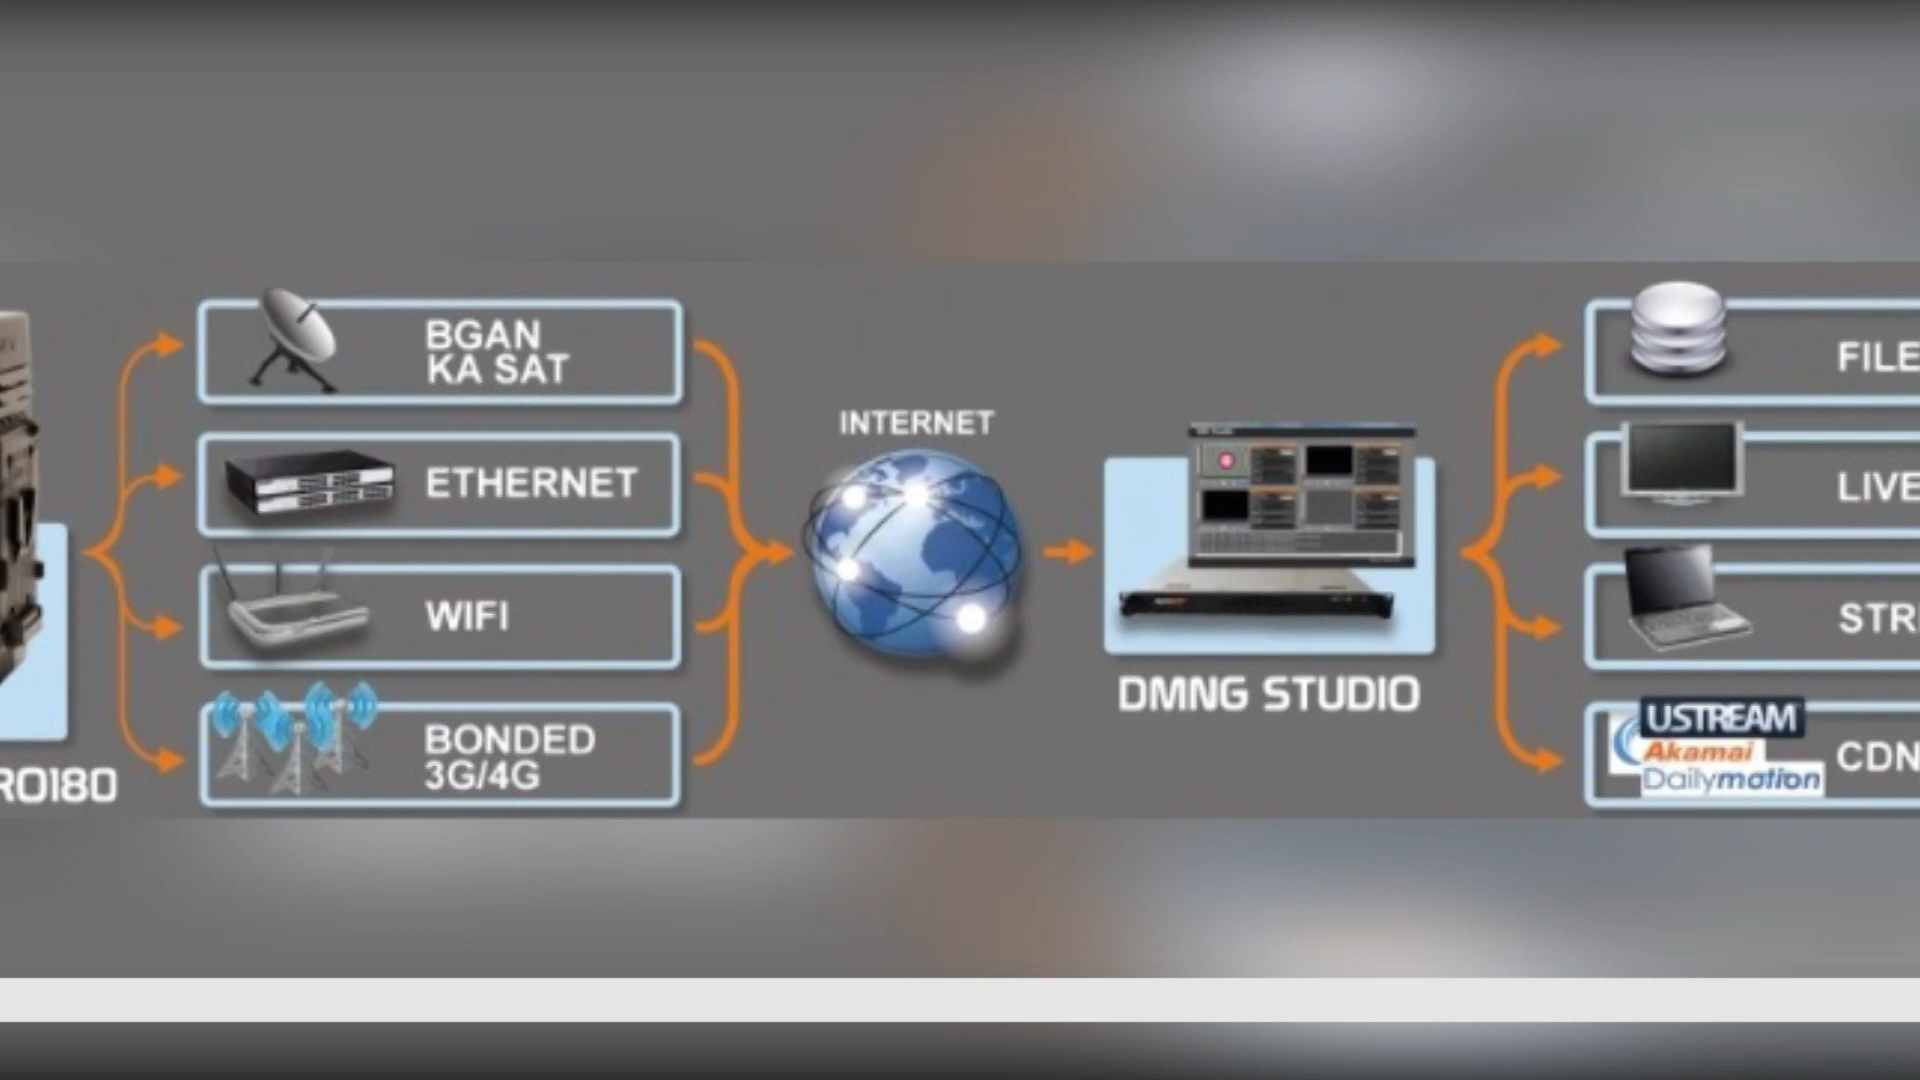 BGAN
KA SAT
ETHERNET
WIFI
BONDED
3G/4G
RO180
INTERNET
DMNG STUDIO
FILE
LIVE
STR
USTREAM
Akamai
Dailymotion
CDN